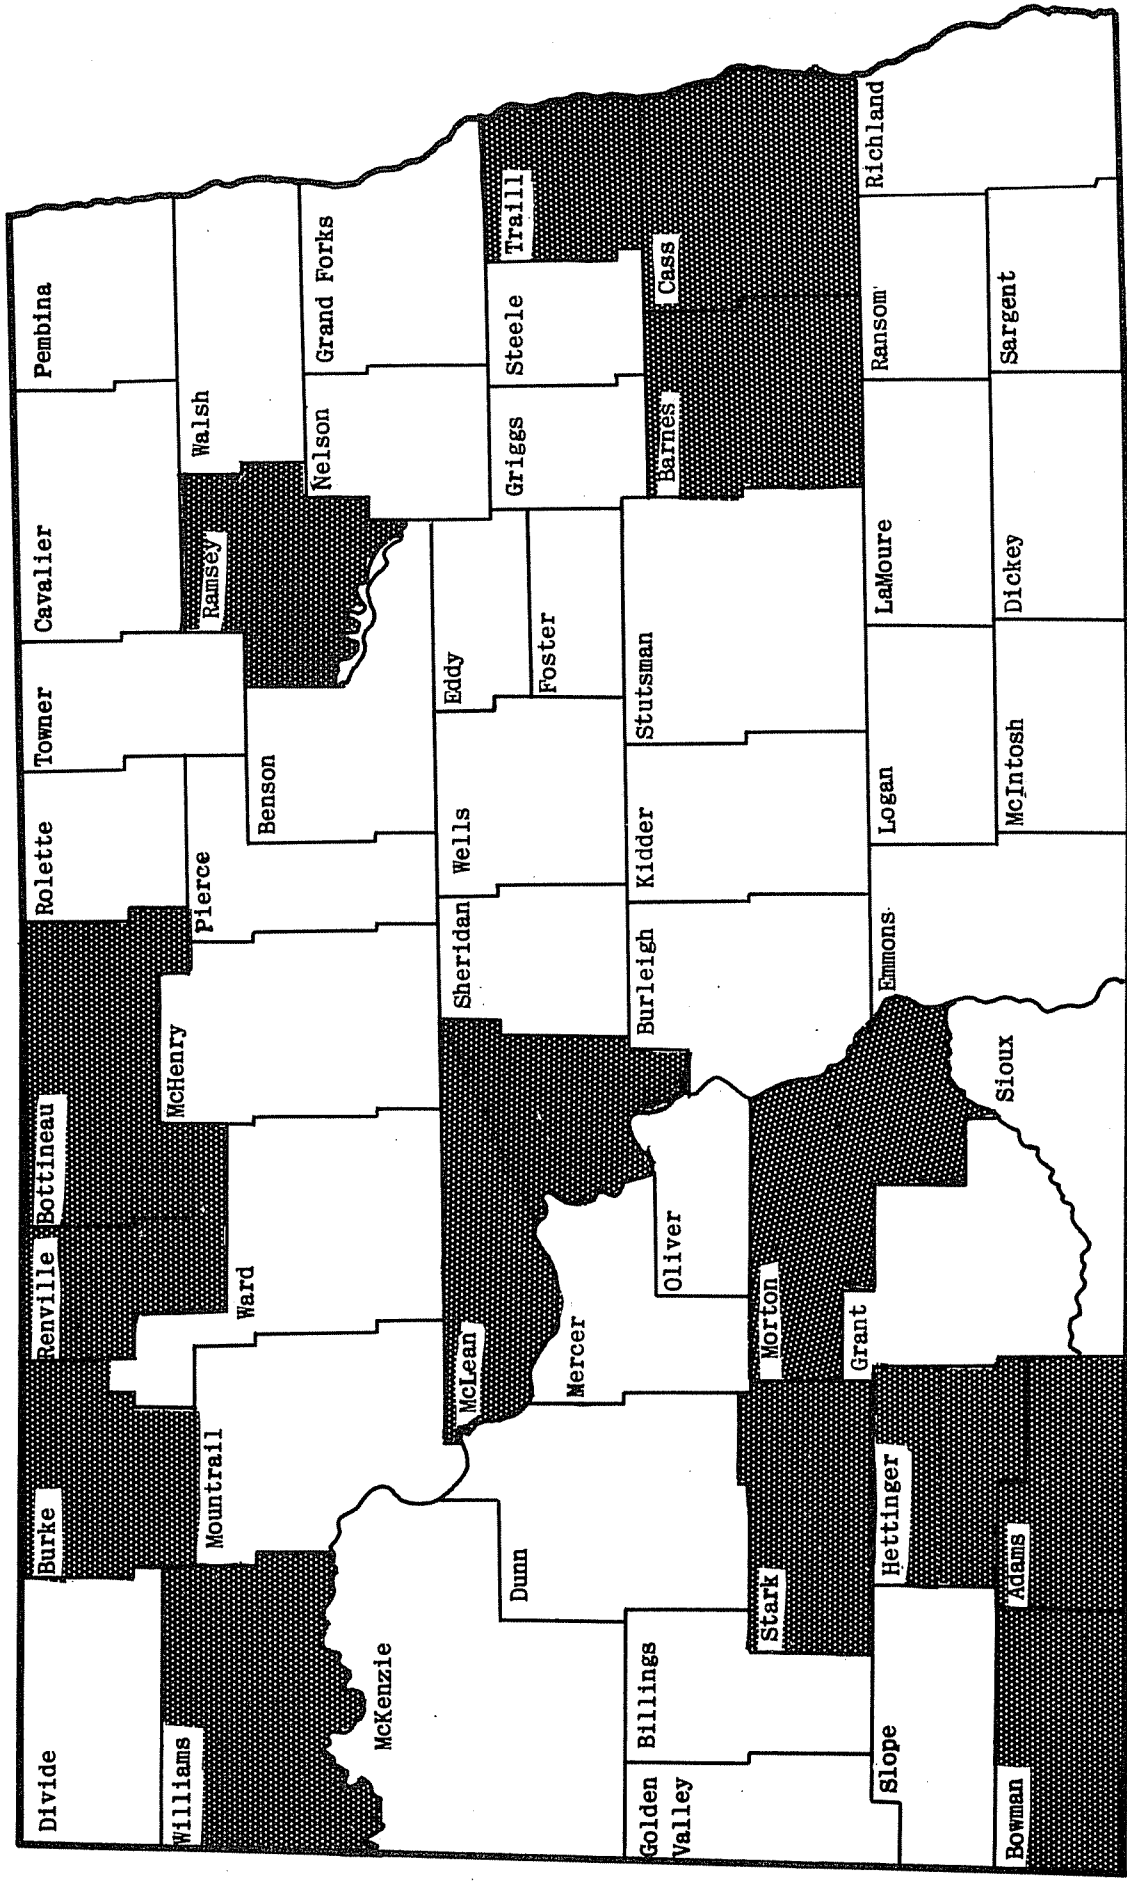 Divide
Burke
Renville
Bottineau
Rolette
Towner
Cavalier
Pembina
Williams
Mountrail
Ward
McHenry
Pierce
Benson
Ramsey
Walsh
Nelson
Grand Forks
McKenzie
Dunn
McLean
Mercer
Oliver
Sheridan
Wells
Eddy
Foster
Griggs
Steele
Traill
Golden
Valley
Billings
Stark
Morton
Burleigh
Kidder
Stutsman
Barnes
Cass
Slope
Hettinger
Grant
Emmons
Logan
LaMoure
Ransom
Richland
Bowman
Adams
Sioux
McIntosh
Dickey
Sargent